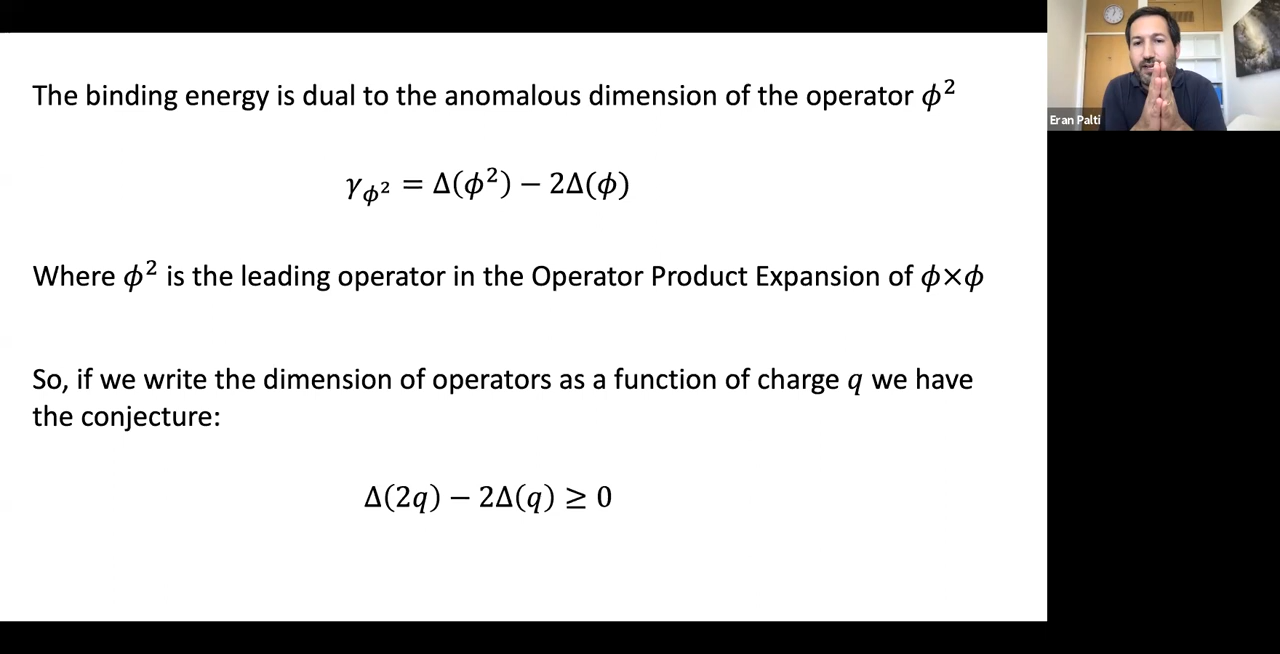 The binding energy is dual to the anomalous dimension of the operator 𝜙²
𝛾_𝜙² = Δ(𝜙²) − 2Δ(𝜙)
Where 𝜙² is the leading operator in the Operator Product Expansion of 𝜙×𝜙
So, if we write the dimension of operators as a function of charge 𝑞 we have
the conjecture:
Δ(2𝑞) − 2Δ(𝑞) ≥ 0
Eran Palti